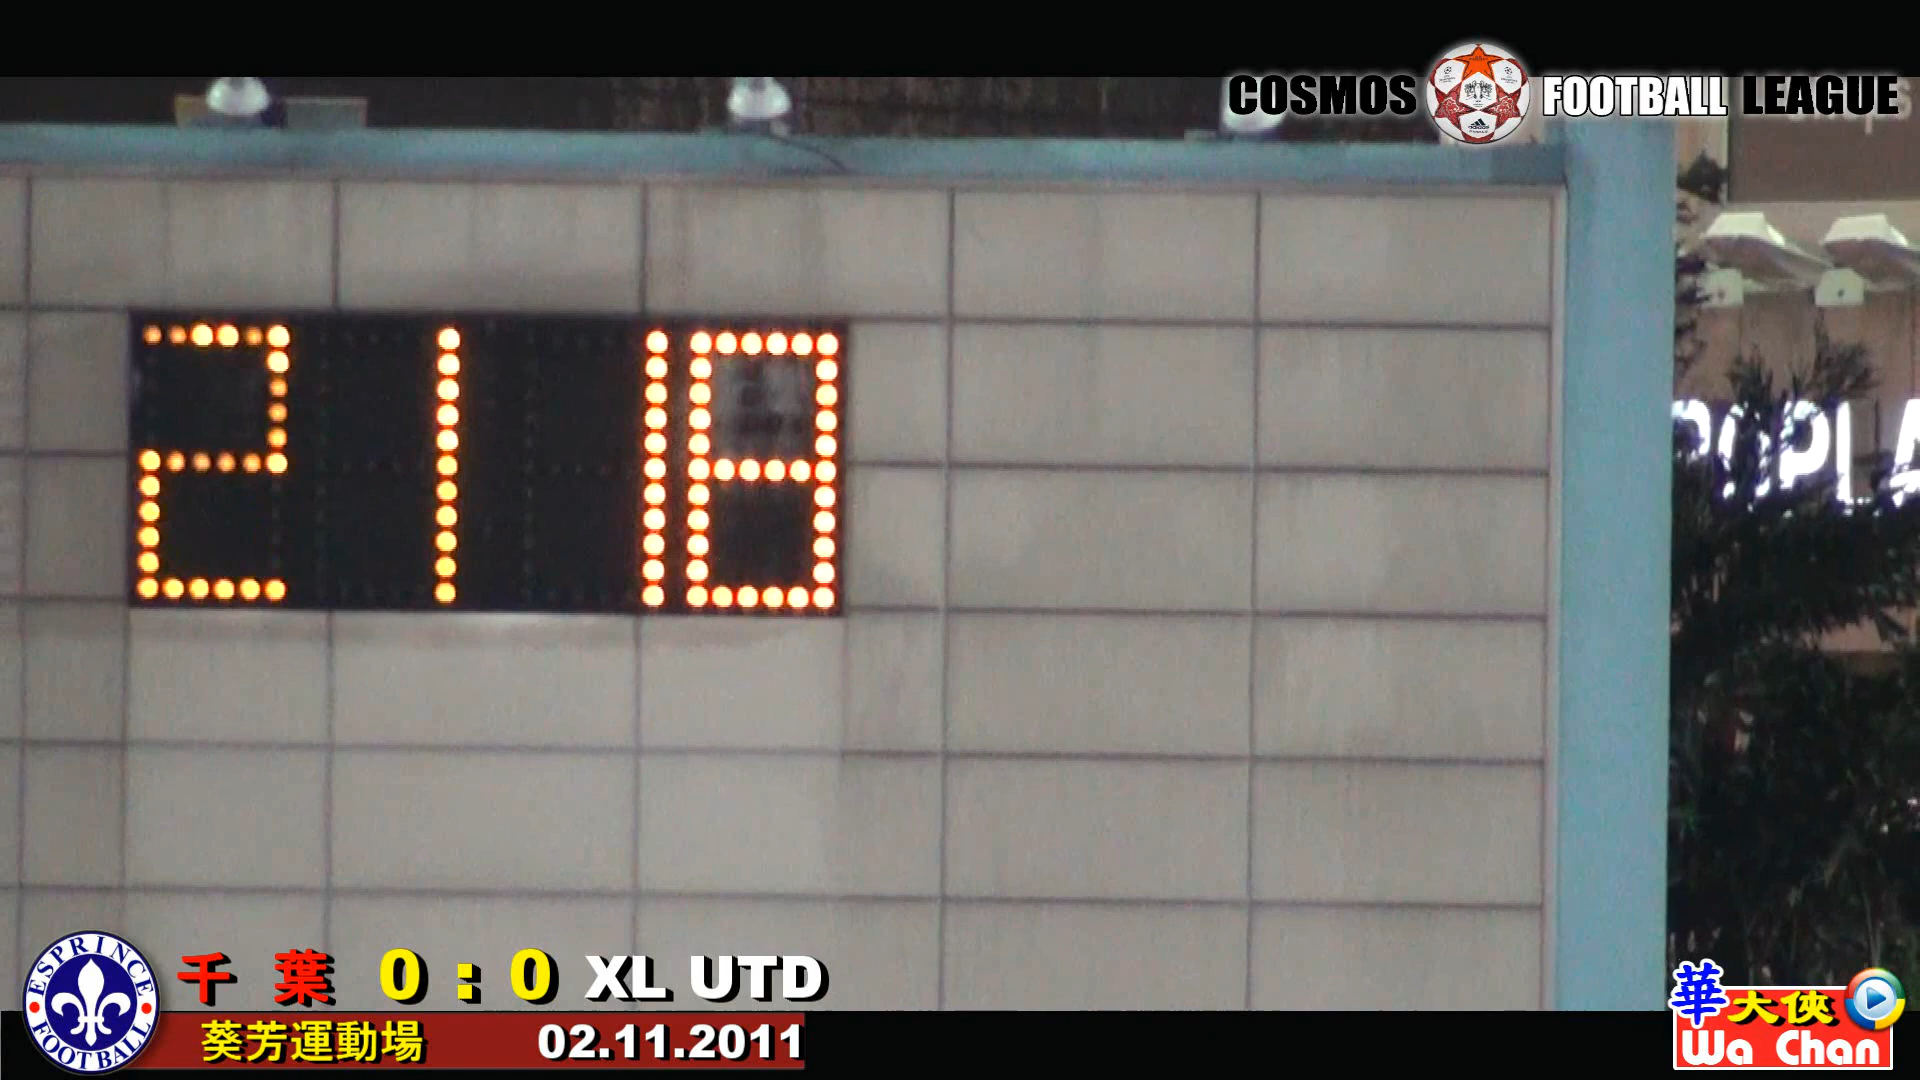 COSMOS FOOTBALL LEAGUE
21 18
ESPRINCE FOOTBALL
千葉 0 : 0 XL UTD
葵芳運動場 02.11.2011
華大俠
Wa Chan